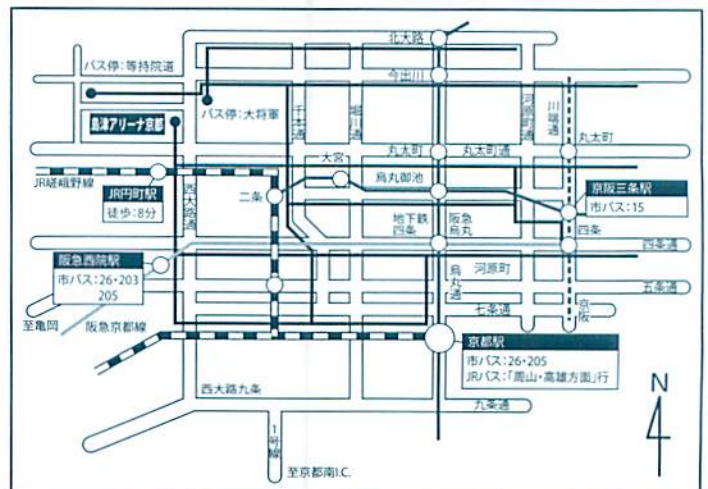 北大路
バス停:等持院道
今出川
バス停:大将軍
島津アリーナ京都
千本通
堀川通
河原町通
川端通
丸太町
丸太町通
丸太町
大宮
烏丸御池
JR嵯峨野線
JR円町駅
徒歩:8分
西大路通
二条
京阪三条駅
市バス:15
地下鉄
四条
阪急
烏丸
四条
四条通
阪急西院駅
市バス:26・203
205
河原町
烏丸通
五条通
七条通
京阪
至亀岡
阪急京都線
京都駅
市バス:26・205
JRバス:「周山・高雄方面」行
西大路九条
九条通
1号線
至京都南I.C.
N